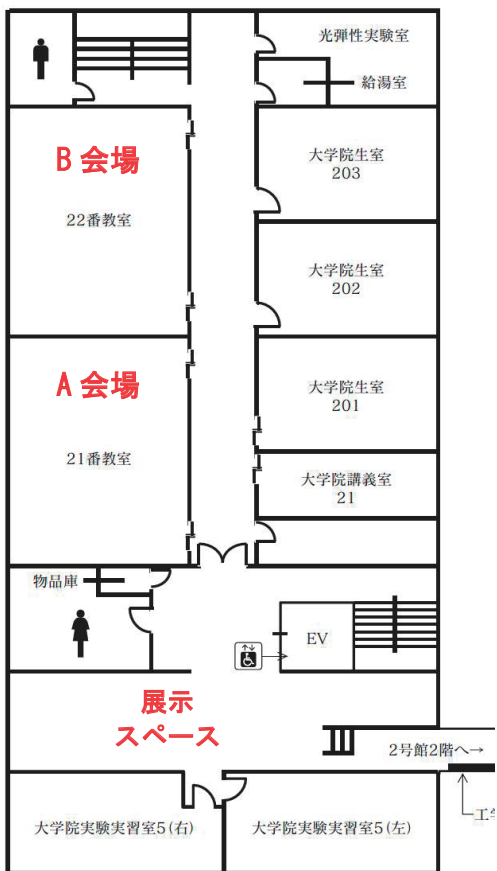 光弾性実験室
給湯室
B 会場
22番教室
大学院生室
203
大学院生室
202
A 会場
21番教室
大学院生室
201
大学院講義室
21
物品庫
EV
展示
スペース
2号館2階へ→
工学
大学院実験実習室5(右)
大学院実験実習室5(左)